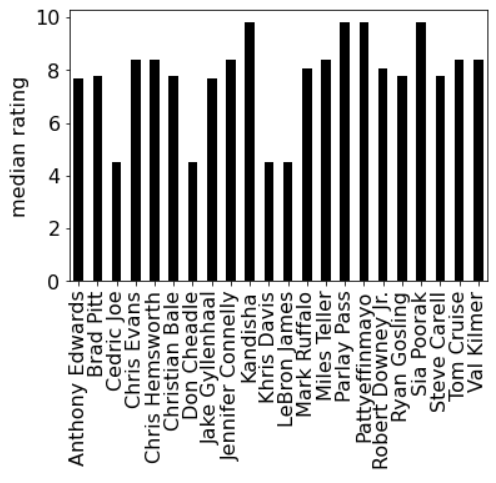 median rating
10
8
6
4
2
0
Anthony Edwards
Brad Pitt
Cedric Joe
Chris Evans
Chris Hemsworth
Christian Bale
Don Cheadle
Jake Gyllenhaal
Jennifer Connelly
Kandisha
Khris Davis
LeBron James
Mark Ruffalo
Miles Teller
Parlay Pass
Pattyeffinmayo
Robert Downey Jr.
Ryan Gosling
Sia Poorak
Steve Carell
Tom Cruise
Val Kilmer